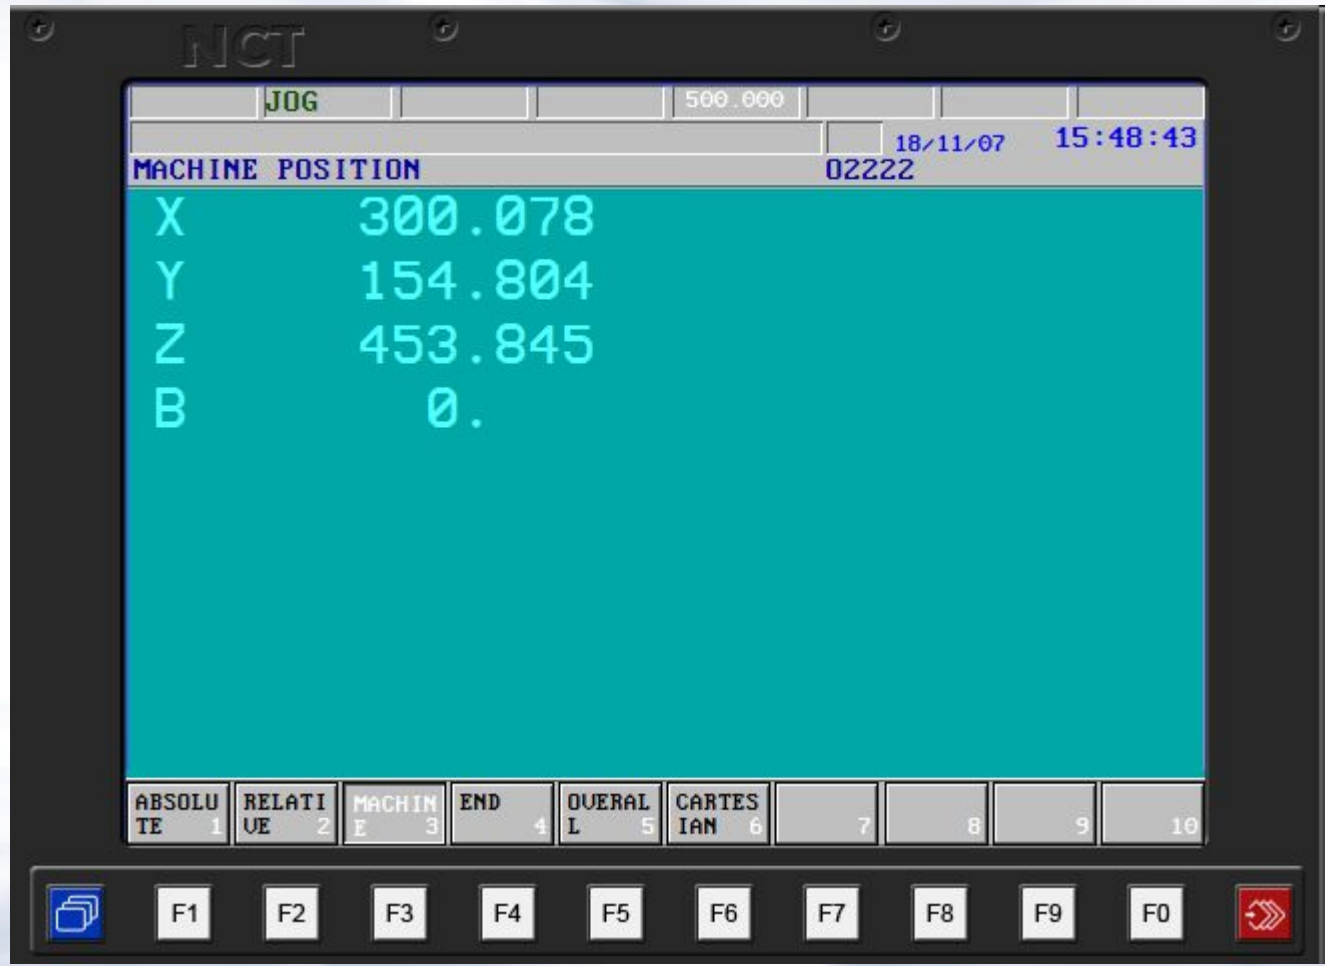 NCT
JOG 500.000
18/11/07 15:48:43
MACHINE POSITION O2222
X 300.078
Y 154.804
Z 453.845
B 0.
ABSOLU RELATI MACHIN END OVERAL CARTES
TE 1 VE 2 E 3 4 L 5 IAN 6 7 8 9 10
F1 F2 F3 F4 F5 F6 F7 F8 F9 F0